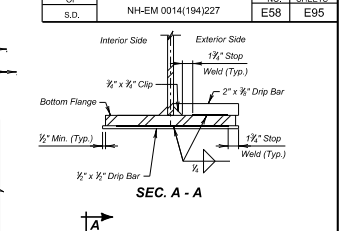 S.D.
NH-EM 0014(194)227
E58
E95
Interior Side
Exterior Side
1¾" Stop
Weld (Typ.)
¾" x ¾" Clip
2" x ⅜" Drip Bar
Bottom Flange
½" Min. (Typ.)
1¾" Stop
Weld (Typ.)
½" x ½" Drip Bar
¼
SEC. A - A
A